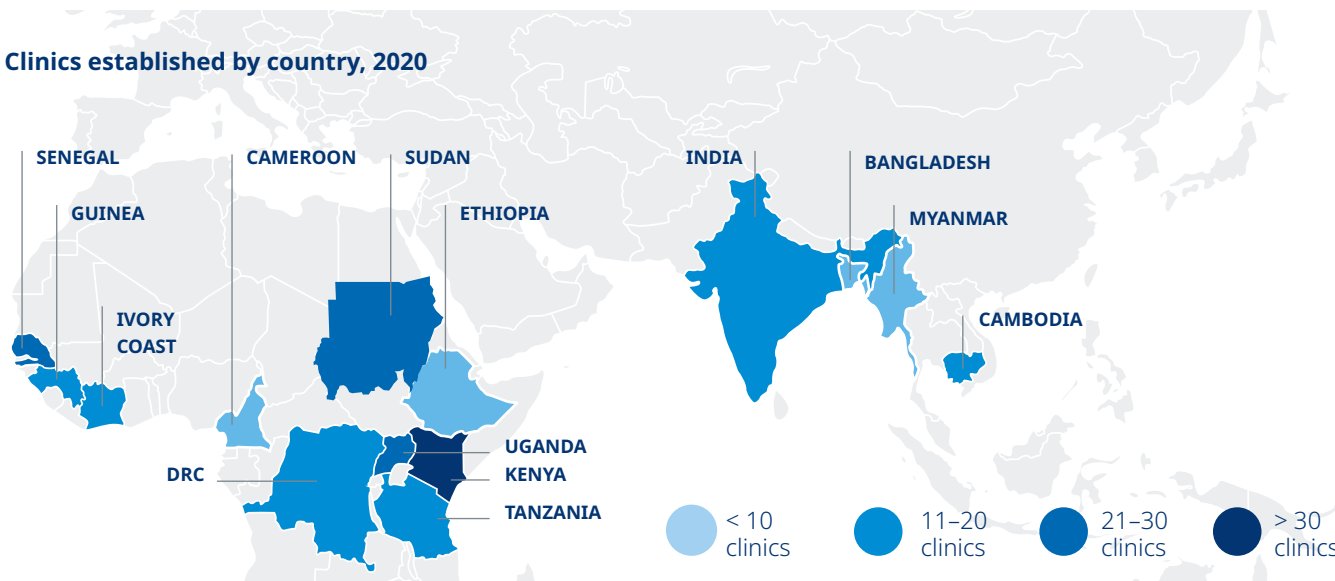 Clinics established by country, 2020
SENEGAL
CAMEROON
SUDAN
INDIA
BANGLADESH
GUINEA
ETHIOPIA
MYANMAR
IVORY
COAST
CAMBODIA
UGANDA
DRC
KENYA
TANZANIA
< 10
clinics
11–20
clinics
21–30
clinics
> 30
clinics